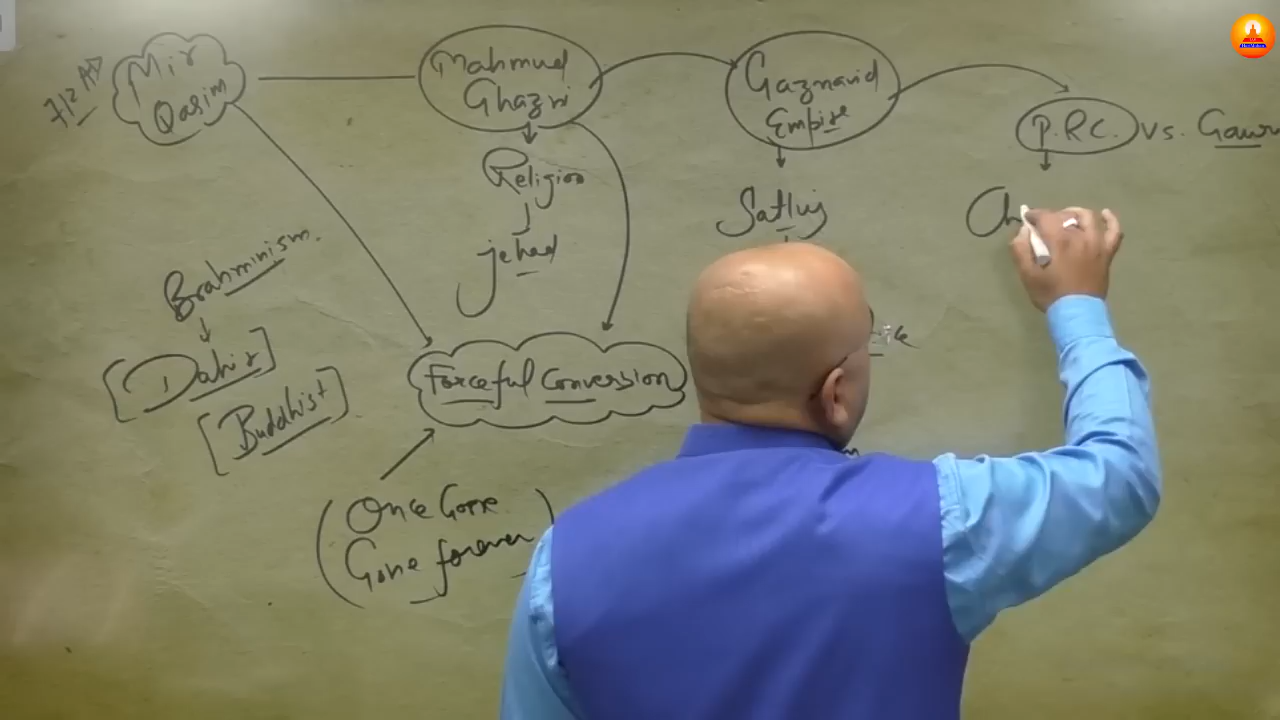 712 AD
Mir
Qasim
Mahmud
Ghazni
Gaznavid
Empire
P.R.C. Vs. Gaur
Religion
jehad
Satluj
Ch
Brahminism.
[Dahir]
[Buddhist]
Forceful Conversion
(Once Gone
Gone forever)